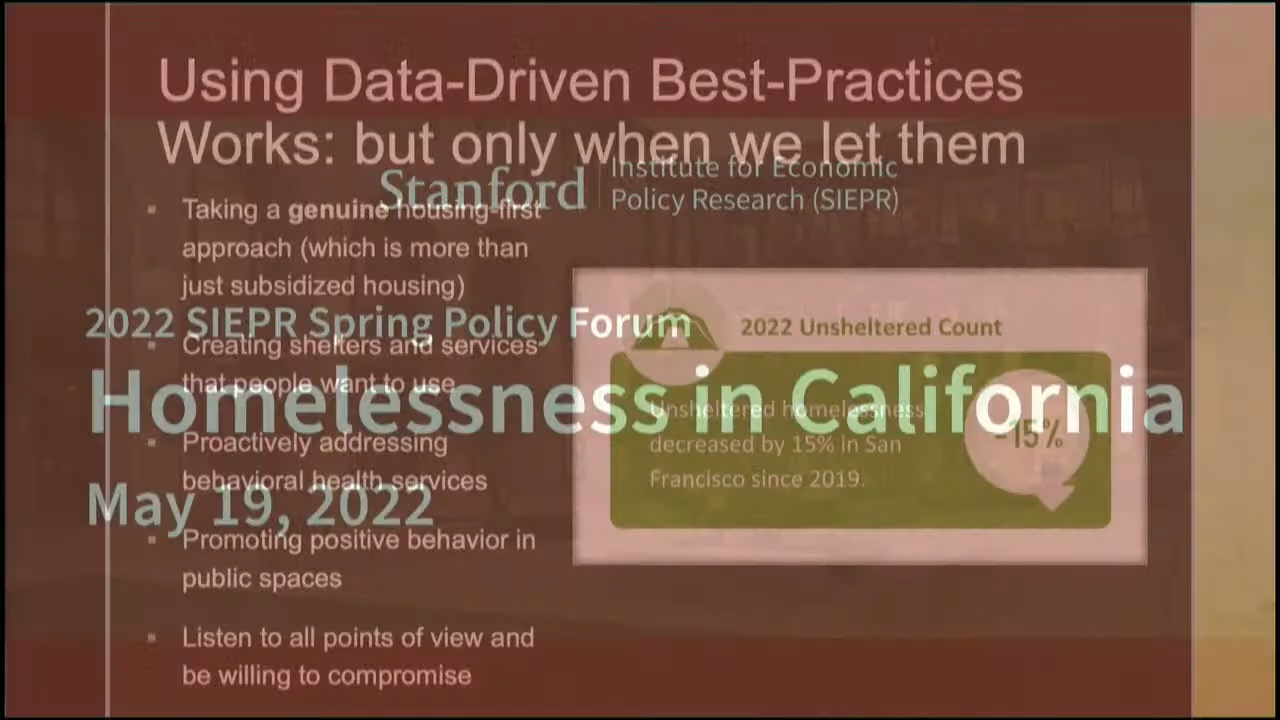 Using Data-Driven Best-Practices
Works: but only when we let them
▪ Taking a genuine housing-first
approach (which is more than
just subsidized housing)
▪ Creating shelters and services
that people want to use
▪ Proactively addressing
behavioral health services
▪ Promoting positive behavior in
public spaces
▪ Listen to all points of view and
be willing to compromise
2022 Unsheltered Count
Unsheltered homelessness
decreased by 15% in San
Francisco since 2019.
-15%
Stanford
Institute for Economic
Policy Research (SIEPR)
2022 SIEPR Spring Policy Forum
Homelessness in California
May 19, 2022